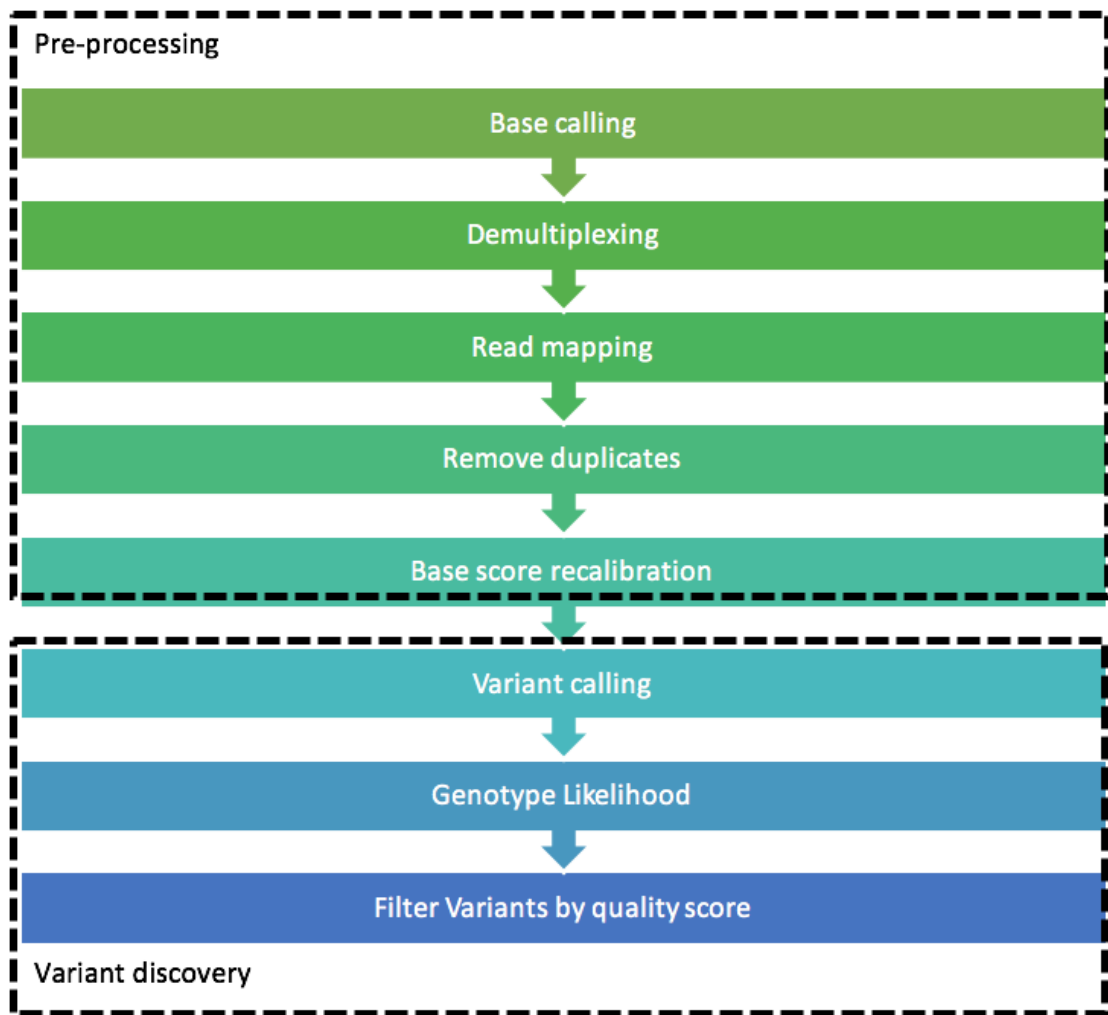 Pre-processing
Base calling
Demultiplexing
Read mapping
Remove duplicates
Base score recalibration
Variant calling
Genotype Likelihood
Filter Variants by quality score
Variant discovery